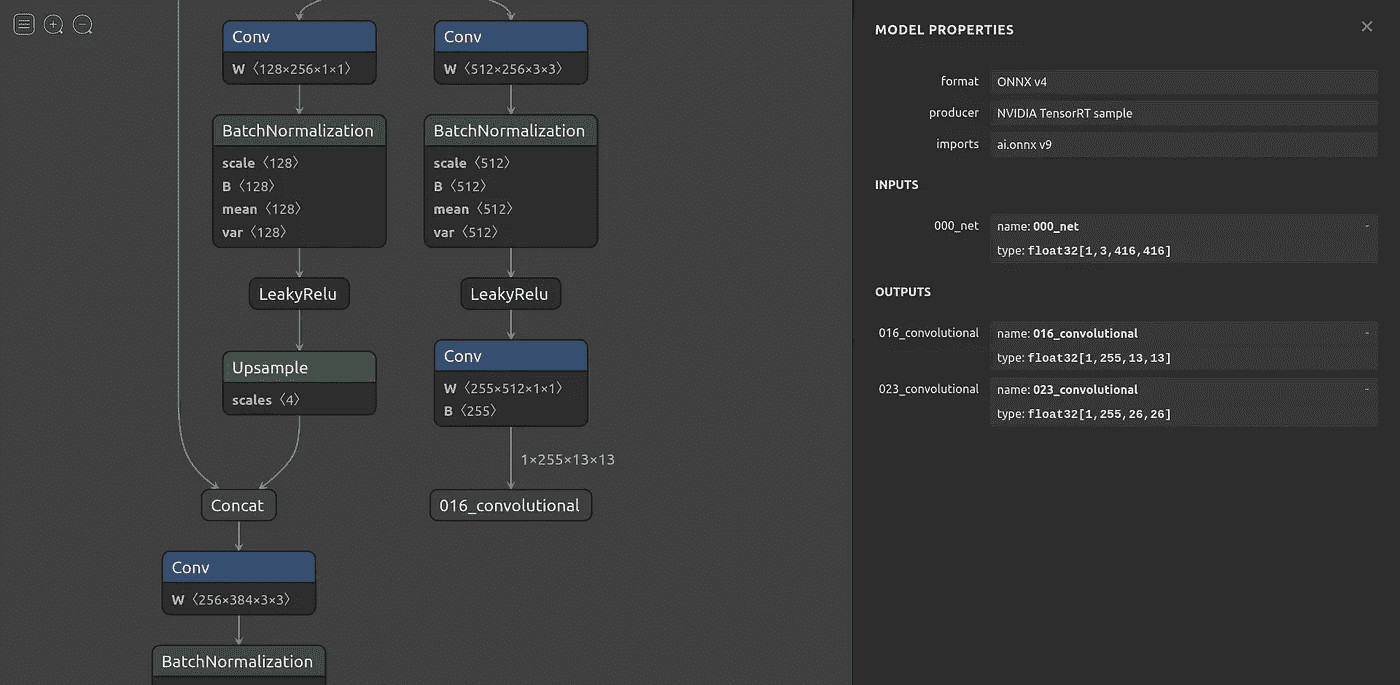 Conv
W 〈128×256×1×1〉
BatchNormalization
scale 〈128〉
B 〈128〉
mean 〈128〉
var 〈128〉
LeakyRelu
Upsample
scales 〈4〉
Concat
Conv
W 〈256×384×3×3〉
BatchNormalization
Conv
W 〈512×256×3×3〉
BatchNormalization
scale 〈512〉
B 〈512〉
mean 〈512〉
var 〈512〉
LeakyRelu
Conv
W 〈255×512×1×1〉
B 〈255〉
1×255×13×13
016_convolutional
MODEL PROPERTIES
format ONNX v4
producer NVIDIA TensorRT sample
imports ai.onnx v9
INPUTS
000_net name: 000_net -
type: float32[1,3,416,416]
OUTPUTS
016_convolutional name: 016_convolutional -
type: float32[1,255,13,13]
023_convolutional name: 023_convolutional -
type: float32[1,255,26,26]